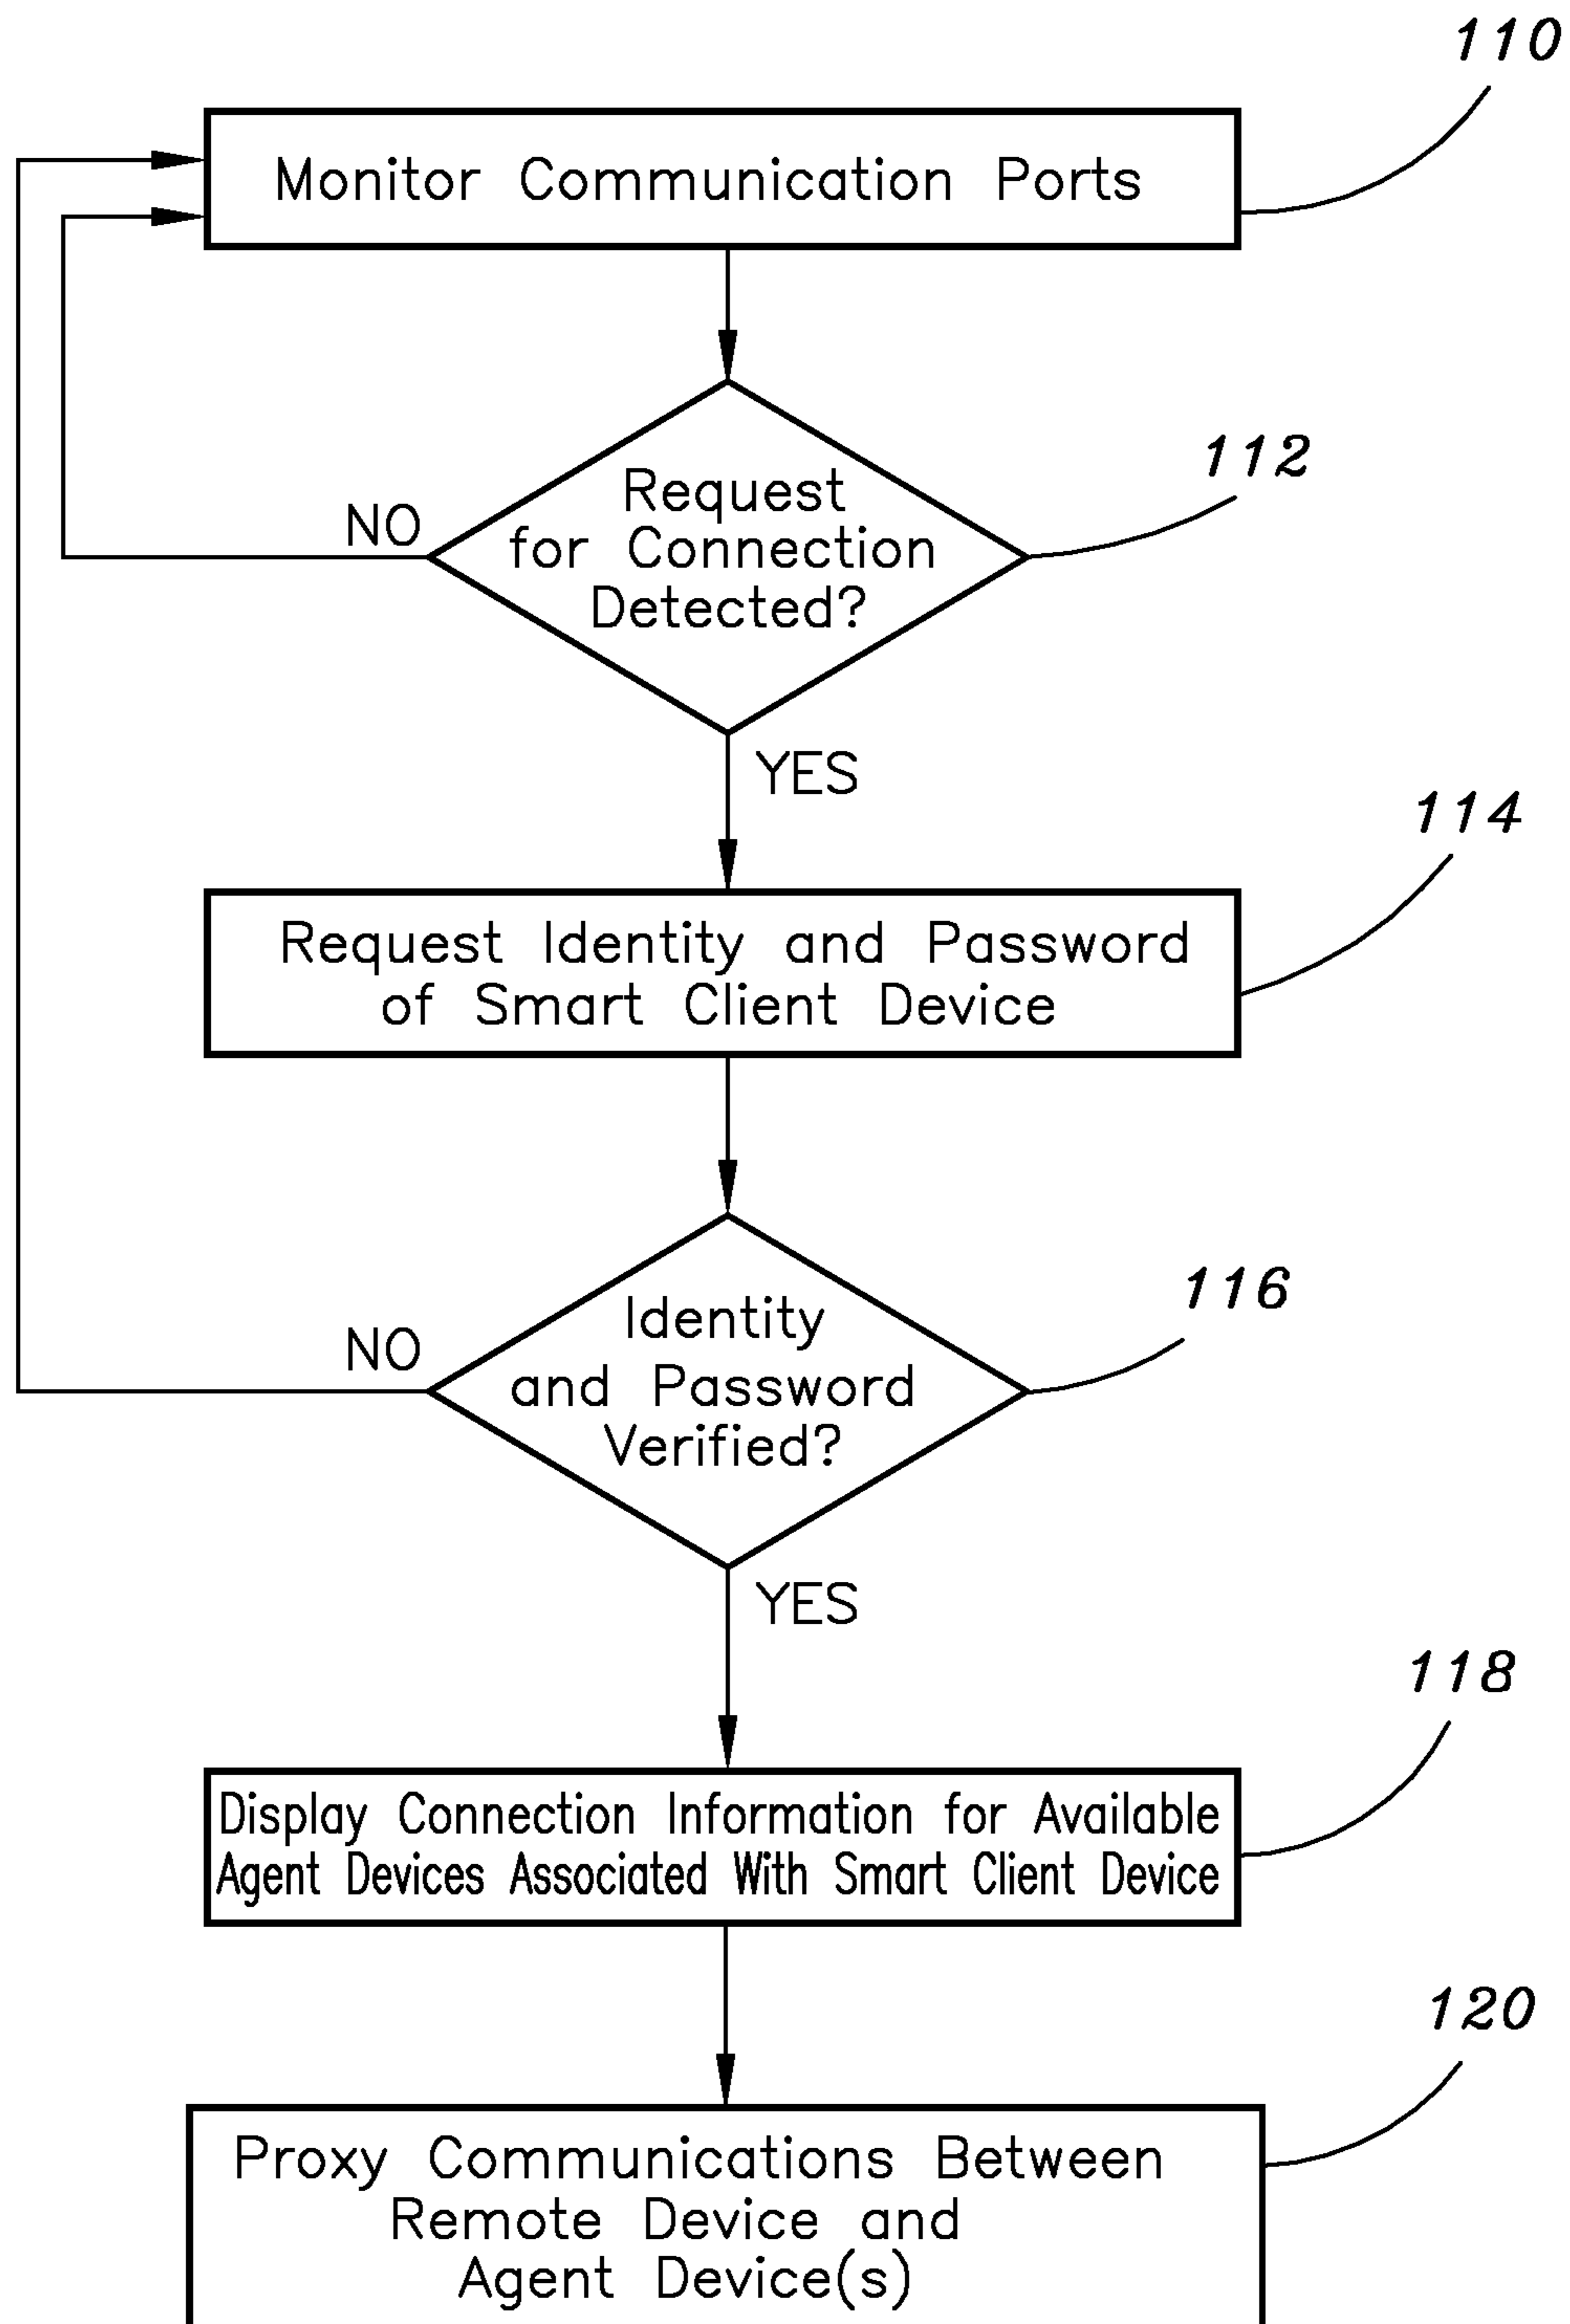 110
Monitor Communication Ports
112
Request
for Connection
Detected?
NO
YES
114
Request Identity and Password
of Smart Client Device
116
Identity
and Password
Verified?
NO
YES
118
Display Connection Information for Available
Agent Devices Associated With Smart Client Device
120
Proxy Communications Between
Remote Device and
Agent Device(s)